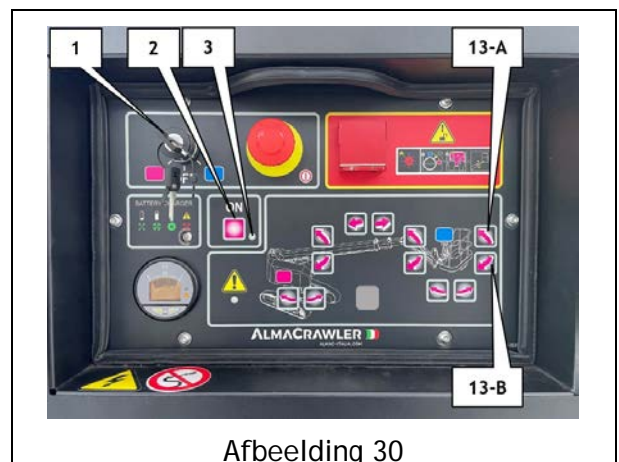 1 2 3 13-A
ON
BATTERY CHARGER
ALMACRAWLER
13-B
Afbeelding 30